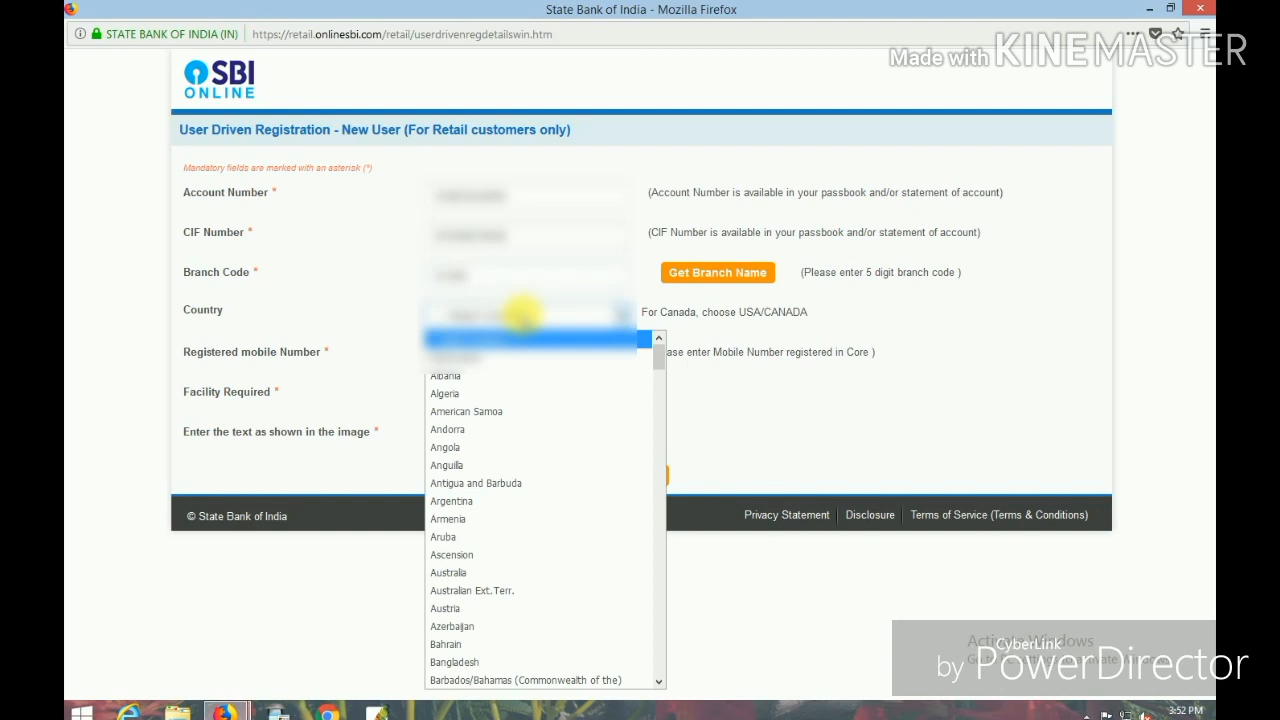 State Bank of India - Mozilla Firefox
STATE BANK OF INDIA (IN)
https://retail.onlinesbi.com/retail/userdrivenregdetailswin.htm
Made with KINEMASTER
SBI
ONLINE
User Driven Registration - New User (For Retail customers only)
Mandatory fields are marked with an asterisk (*)
Account Number *
(Account Number is available in your passbook and/or statement of account)
CIF Number *
(CIF Number is available in your passbook and/or statement of account)
Branch Code *
Get Branch Name
(Please enter 5 digit branch code )
Country
For Canada, choose USA/CANADA
Registered mobile Number *
ase enter Mobile Number registered in Core )
Facility Required *
Enter the text as shown in the image *
Albania
Algeria
American Samoa
Andorra
Angola
Anguilla
Antigua and Barbuda
Argentina
Armenia
Aruba
Ascension
Australia
Australian Ext.Terr.
Austria
Azerbaijan
Bahrain
Bangladesh
Barbados/Bahamas (Commonwealth of the)
© State Bank of India
Privacy Statement
Disclosure
Terms of Service (Terms & Conditions)
Activate Windows
CyberLink
by PowerDirector
3:52 PM